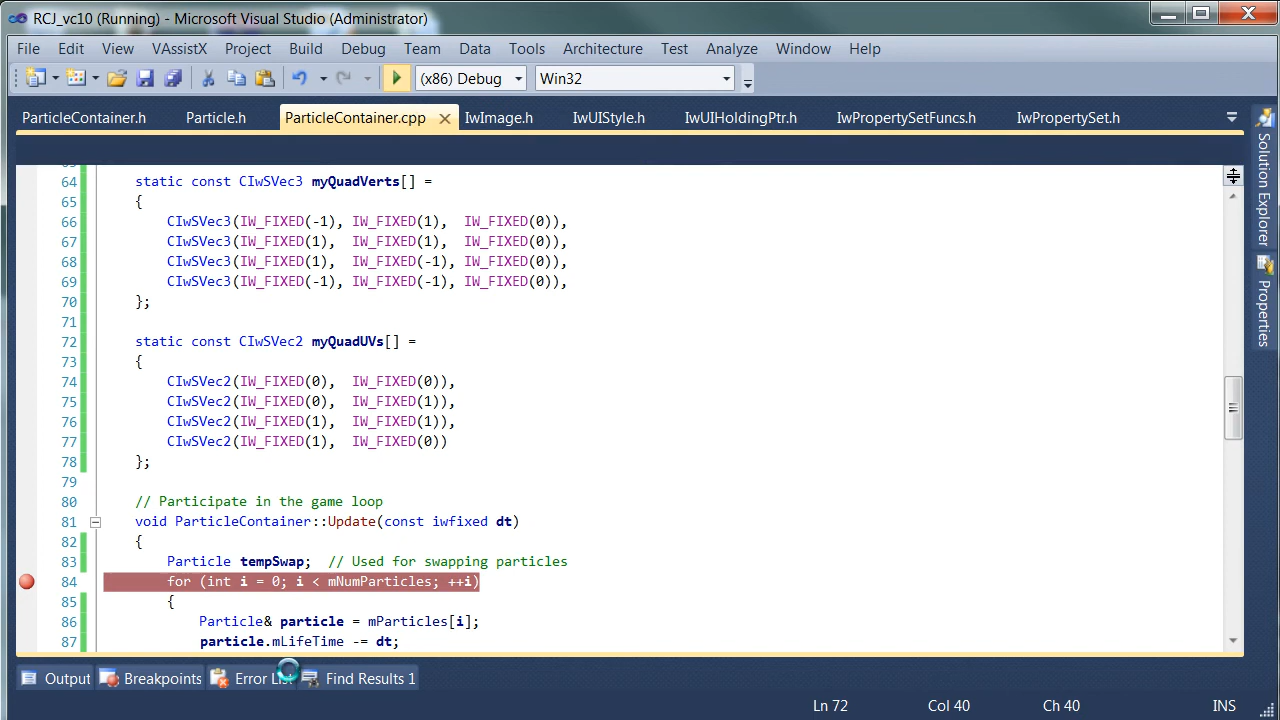 RCJ_vc10 (Running) - Microsoft Visual Studio (Administrator)
File Edit View VAssistX Project Build Debug Team Data Tools Architecture Test Analyze Window Help
(x86) Debug Win32
ParticleContainer.h Particle.h ParticleContainer.cpp IwImage.h IwUIStyle.h IwUIHoldingPtr.h IwPropertySetFuncs.h IwPropertySet.h
64 static const CIwSVec3 myQuadVerts[] =
65 {
66 CIwSVec3(IW_FIXED(-1), IW_FIXED(1), IW_FIXED(0)),
67 CIwSVec3(IW_FIXED(1), IW_FIXED(1), IW_FIXED(0)),
68 CIwSVec3(IW_FIXED(1), IW_FIXED(-1), IW_FIXED(0)),
69 CIwSVec3(IW_FIXED(-1), IW_FIXED(-1), IW_FIXED(0)),
70 };
71
72 static const CIwSVec2 myQuadUVs[] =
73 {
74 CIwSVec2(IW_FIXED(0), IW_FIXED(0)),
75 CIwSVec2(IW_FIXED(0), IW_FIXED(1)),
76 CIwSVec2(IW_FIXED(1), IW_FIXED(1)),
77 CIwSVec2(IW_FIXED(1), IW_FIXED(0))
78 };
79
80 // Participate in the game loop
81 void ParticleContainer::Update(const iwfixed dt)
82 {
83 Particle tempSwap; // Used for swapping particles
84 for (int i = 0; i < mNumParticles; ++i)
85 {
86 Particle& particle = mParticles[i];
87 particle.mLifeTime -= dt;
Solution Explorer
Properties
Output Breakpoints Error Find Results 1
Ln 72 Col 40 Ch 40 INS